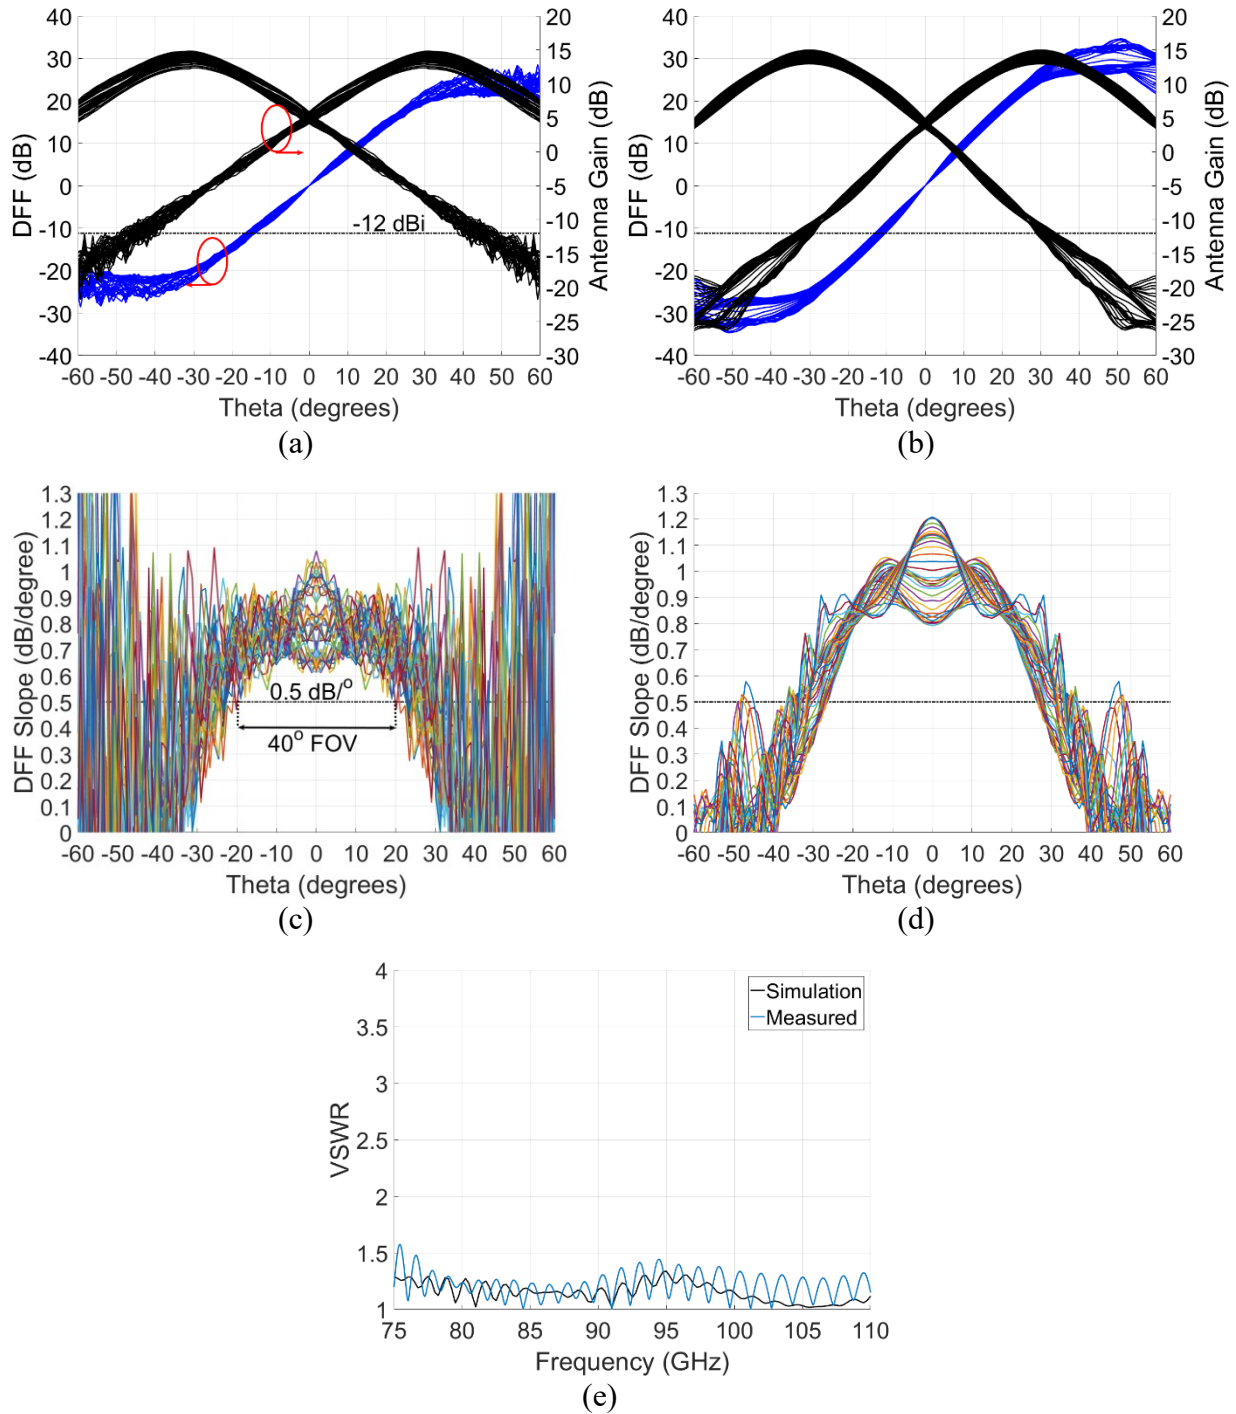 40
30
20
10
0
-10
-20
-30
-40
DFF (dB)
20
15
10
5
0
-5
-10
-15
-20
-25
-30
Antenna Gain (dB)
-12 dBi
-60 -50 -40 -30 -20 -10 0 10 20 30 40 50 60
Theta (degrees)
(a)
40
30
20
10
0
-10
-20
-30
-40
DFF (dB)
20
15
10
5
0
-5
-10
-15
-20
-25
-30
Antenna Gain (dB)
-60 -50 -40 -30 -20 -10 0 10 20 30 40 50 60
Theta (degrees)
(b)
1.3
1.2
1.1
1
0.9
0.8
0.7
0.6
0.5
0.4
0.3
0.2
0.1
0
DFF Slope (dB/degree)
0.5 dB/°
40° FOV
-60 -50 -40 -30 -20 -10 0 10 20 30 40 50 60
Theta (degrees)
(c)
1.3
1.2
1.1
1
0.9
0.8
0.7
0.6
0.5
0.4
0.3
0.2
0.1
0
DFF Slope (dB/degree)
-60 -50 -40 -30 -20 -10 0 10 20 30 40 50 60
Theta (degrees)
(d)
4
3.5
3
2.5
2
1.5
1
VSWR
Simulation
Measured
75 80 85 90 95 100 105 110
Frequency (GHz)
(e)